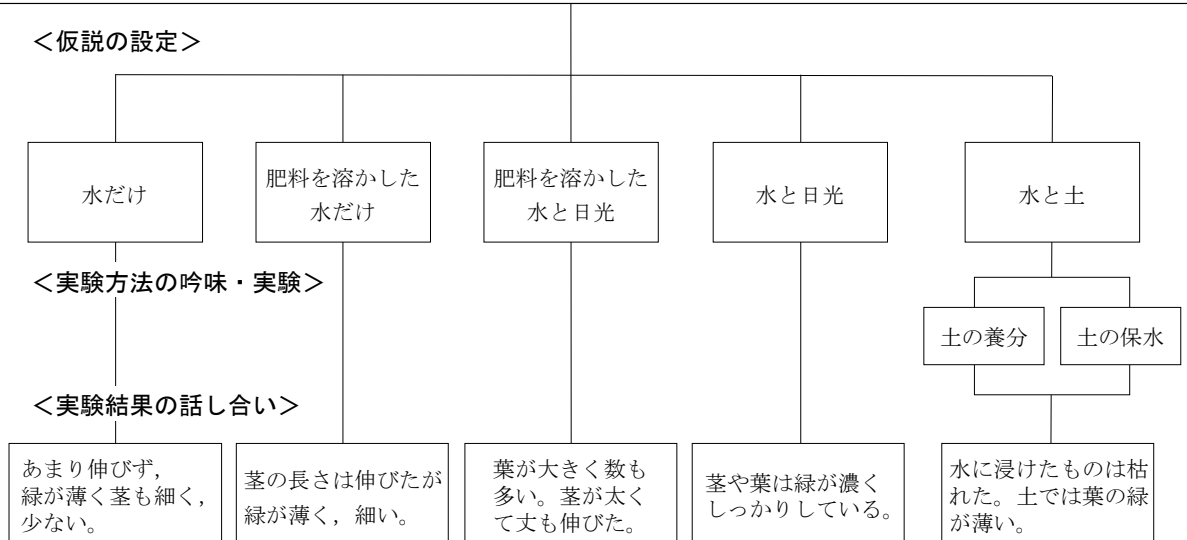 ＜仮説の設定＞
水だけ
肥料を溶かした
水だけ
肥料を溶かした
水と日光
水と日光
水と土
＜実験方法の吟味・実験＞
土の養分
土の保水
＜実験結果の話し合い＞
あまり伸びず，
緑が薄く茎も細く，
少ない。
茎の長さは伸びたが
緑が薄く，細い。
葉が大きく数も
多い。茎が太く
て丈も伸びた。
茎や葉は緑が濃く
しっかりしている。
水に浸けたものは枯
れた。土では葉の緑
が薄い。